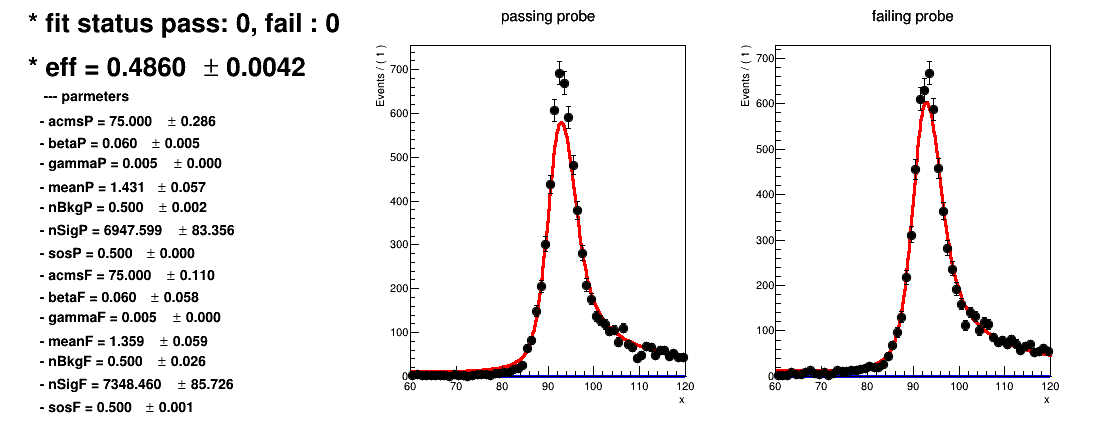 * fit status pass: 0, fail : 0
* eff = 0.4860 ± 0.0042
--- parmeters
- acmsP = 75.000 ± 0.286
- betaP = 0.060 ± 0.005
- gammaP = 0.005 ± 0.000
- meanP = 1.431 ± 0.057
- nBkgP = 0.500 ± 0.002
- nSigP = 6947.599 ± 83.356
- sosP = 0.500 ± 0.000
- acmsF = 75.000 ± 0.110
- betaF = 0.060 ± 0.058
- gammaF = 0.005 ± 0.000
- meanF = 1.359 ± 0.059
- nBkgF = 0.500 ± 0.026
- nSigF = 7348.460 ± 85.726
- sosF = 0.500 ± 0.001
passing probe
Events / ( 1 )
700
600
500
400
300
200
100
0
60 70 80 90 100 110 120
x
failing probe
Events / ( 1 )
700
600
500
400
300
200
100
0
60 70 80 90 100 110 120
x